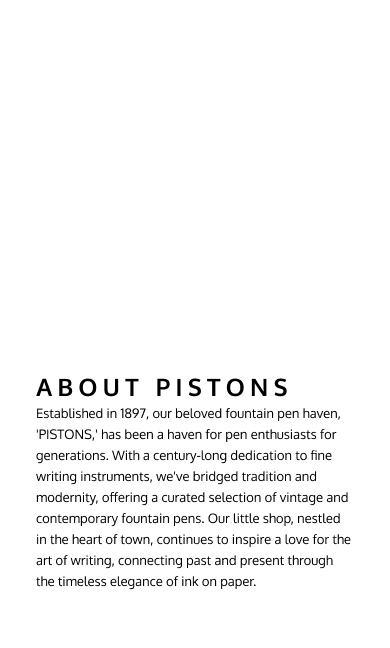 ABOUT PISTONS
Established in 1897, our beloved fountain pen haven,
'PISTONS,' has been a haven for pen enthusiasts for
generations. With a century-long dedication to fine
writing instruments, we've bridged tradition and
modernity, offering a curated selection of vintage and
contemporary fountain pens. Our little shop, nestled
in the heart of town, continues to inspire a love for the
art of writing, connecting past and present through
the timeless elegance of ink on paper.